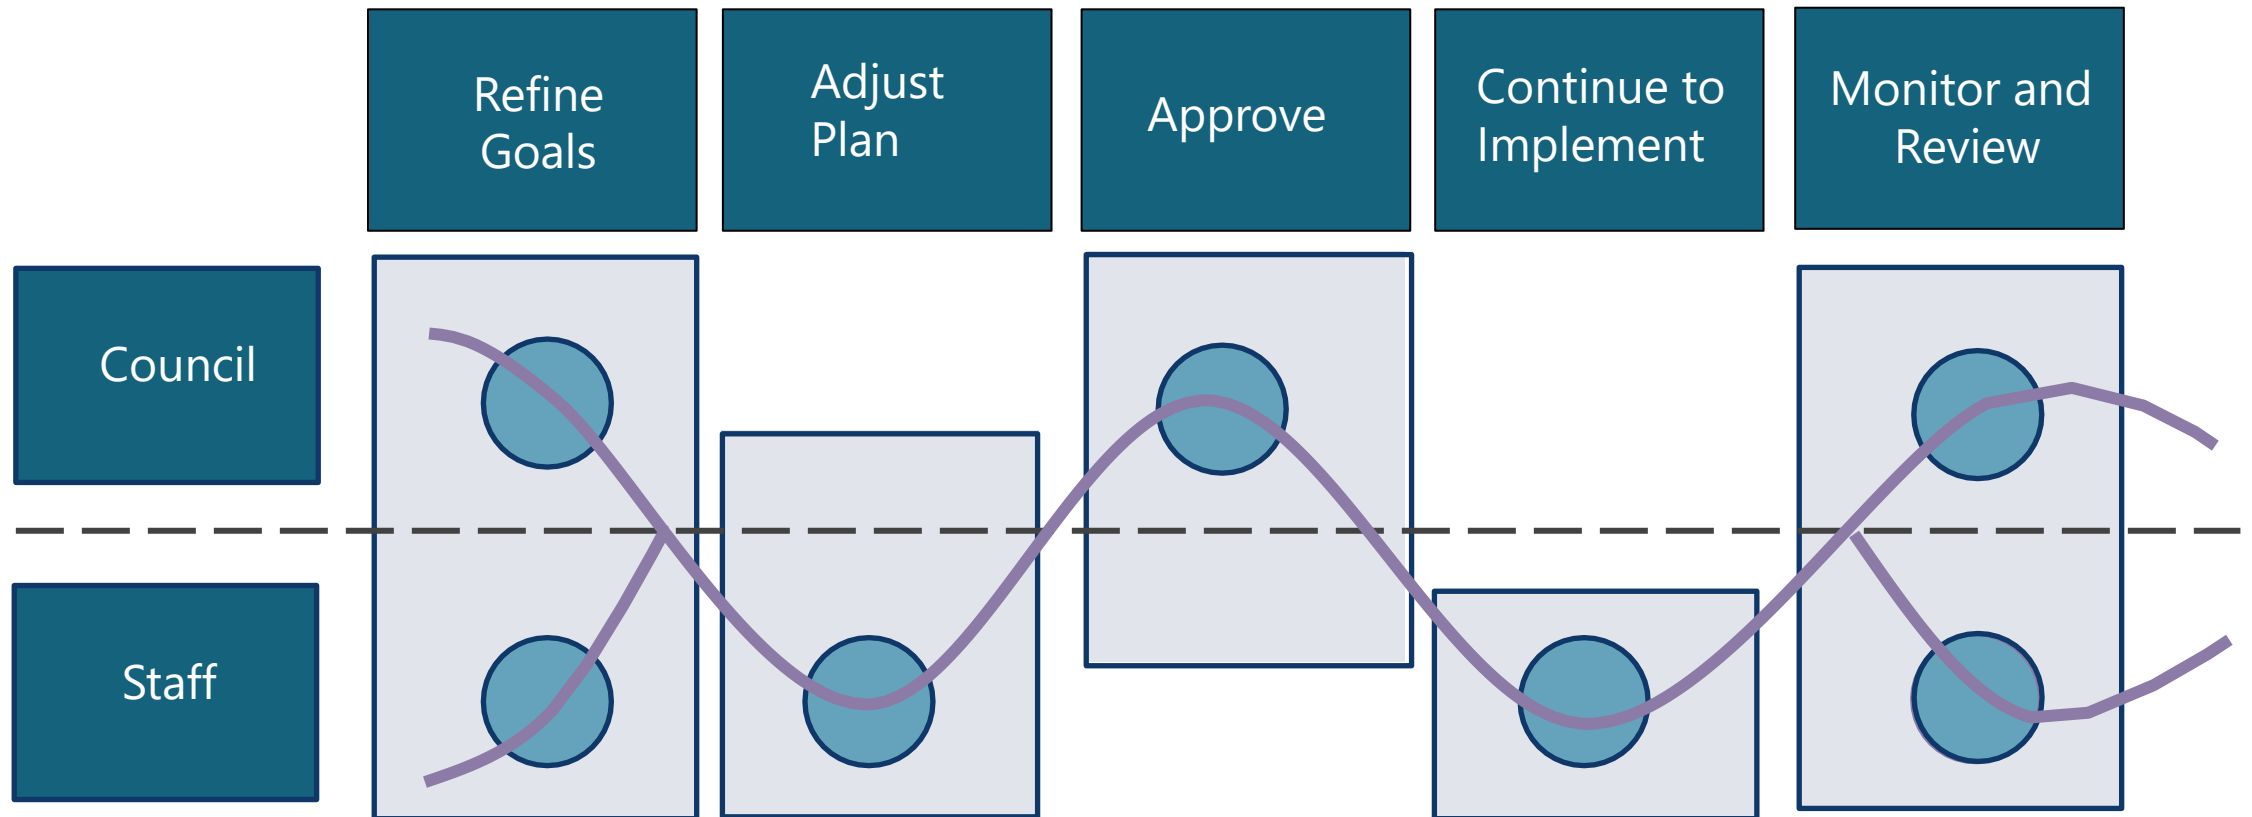 Refine
Goals
Adjust
Plan
Approve
Continue to
Implement
Monitor and
Review
Council
Staff